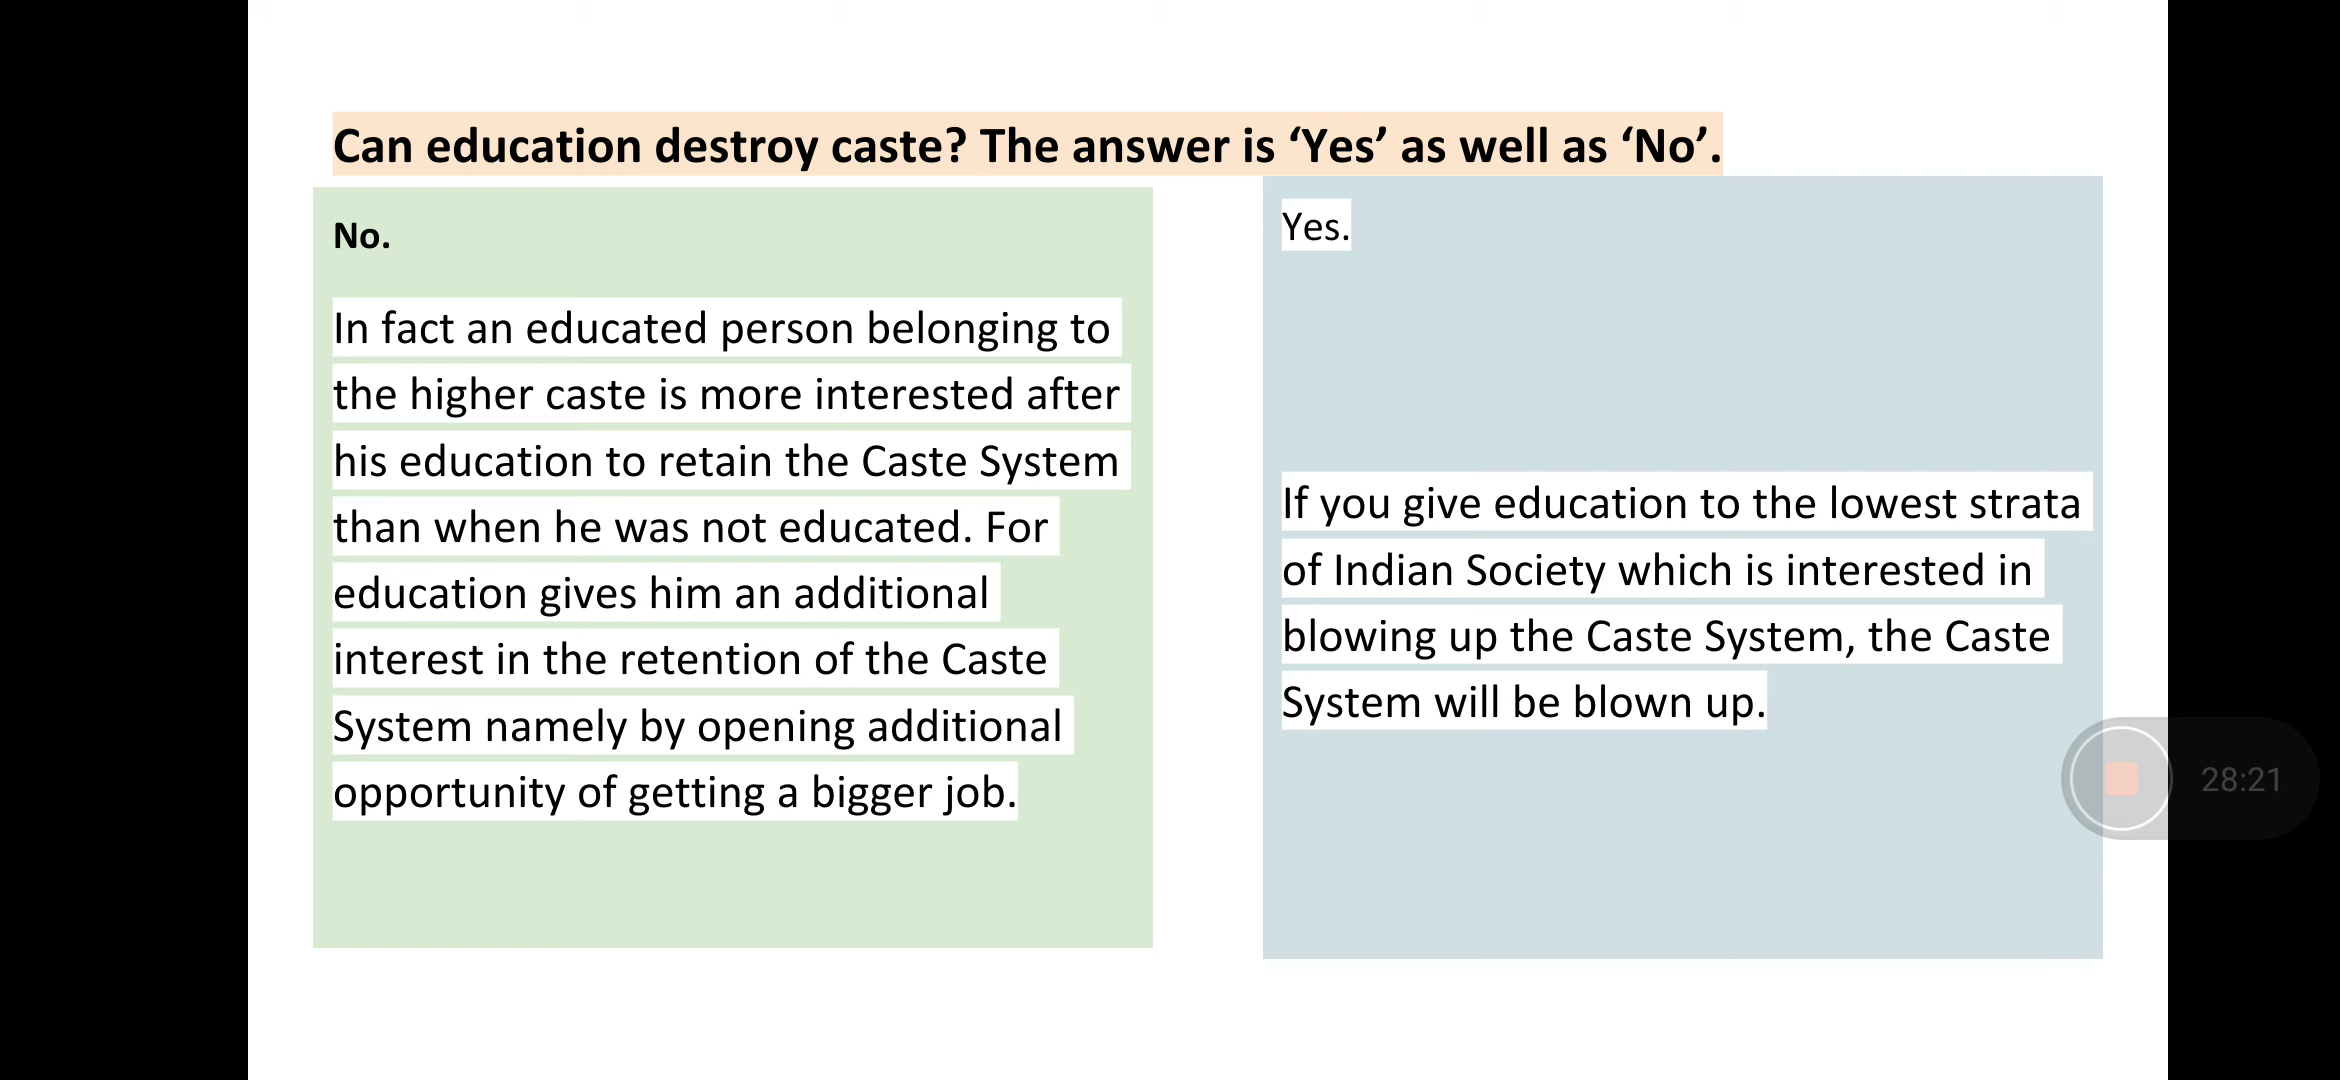 Can education destroy caste? The answer is ‘Yes’ as well as ‘No’.
No.
In fact an educated person belonging to
the higher caste is more interested after
his education to retain the Caste System
than when he was not educated. For
education gives him an additional
interest in the retention of the Caste
System namely by opening additional
opportunity of getting a bigger job.
Yes.
If you give education to the lowest strata
of Indian Society which is interested in
blowing up the Caste System, the Caste
System will be blown up.
28:21